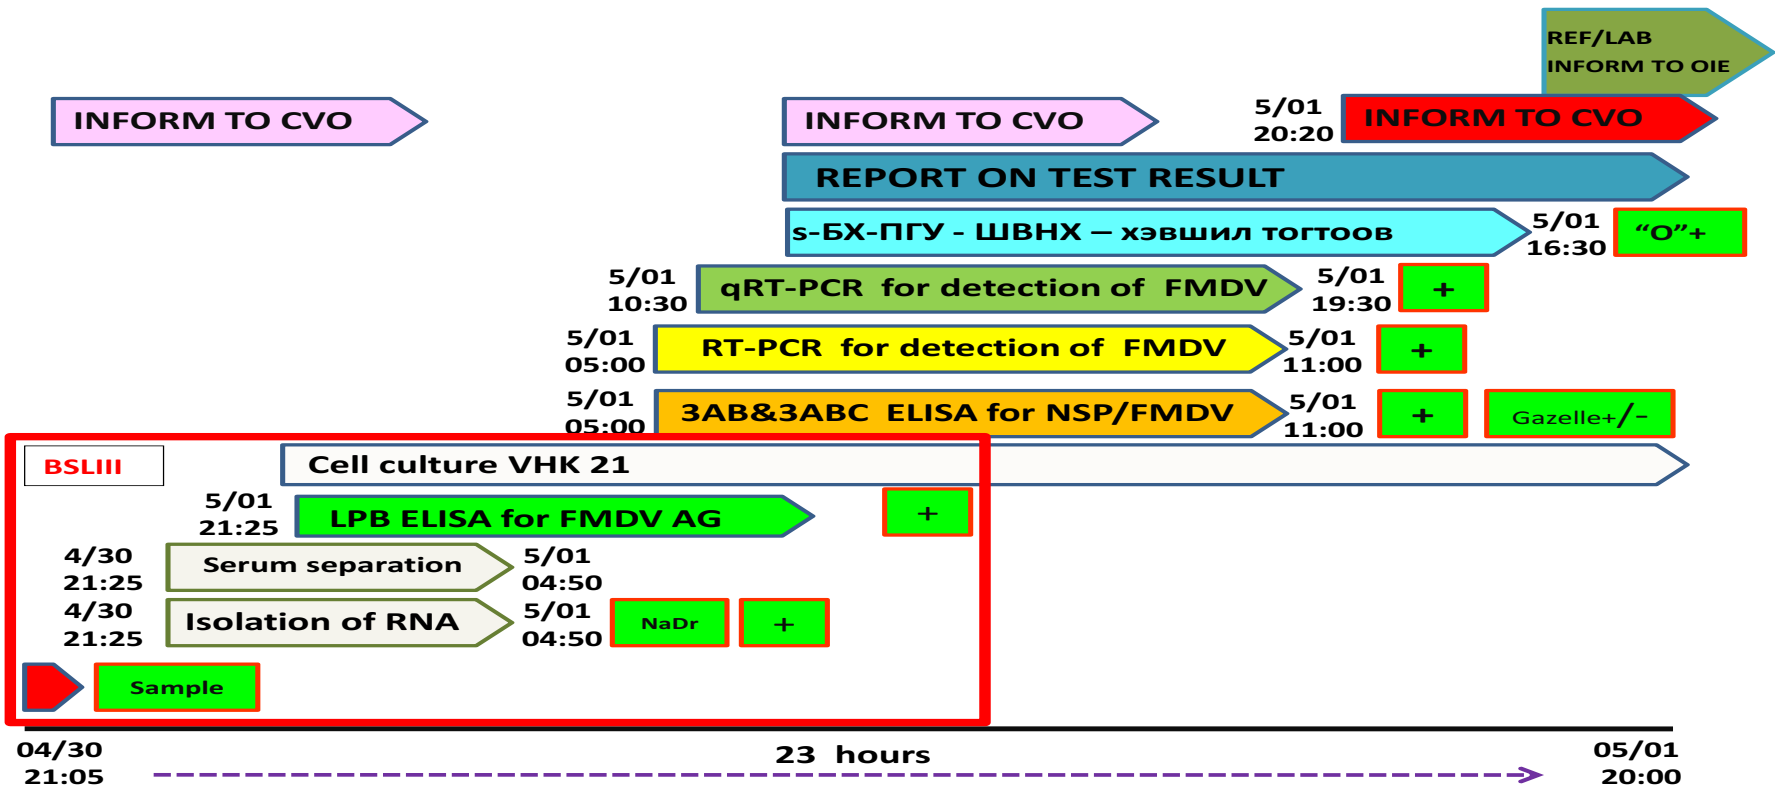 REF/LAB
INFORM TO OIE
INFORM TO CVO
INFORM TO CVO
5/01
20:20
INFORM TO CVO
REPORT ON TEST RESULT
s-БХ-ПГУ - ШВНХ – хэвшил тогтоов
5/01
16:30
“O”+
5/01
10:30
qRT-PCR for detection of FMDV
5/01
19:30
+
5/01
05:00
RT-PCR for detection of FMDV
5/01
11:00
+
5/01
05:00
3AB&3ABC ELISA for NSP/FMDV
5/01
11:00
+
Gazelle+/-
BSLIII
Cell culture VHK 21
5/01
21:25
LPB ELISA for FMDV AG
+
4/30
21:25
Serum separation
5/01
04:50
4/30
21:25
Isolation of RNA
5/01
04:50
NaDr
+
Sample
04/30
21:05
23 hours
05/01
20:00